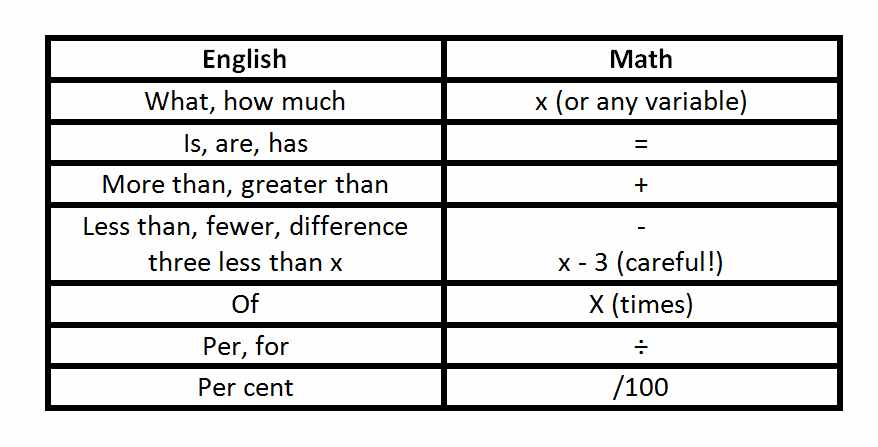 English Math
What, how much x (or any variable)
Is, are, has =
More than, greater than +
Less than, fewer, difference -
three less than x x - 3 (careful!)
Of X (times)
Per, for ÷
Per cent /100